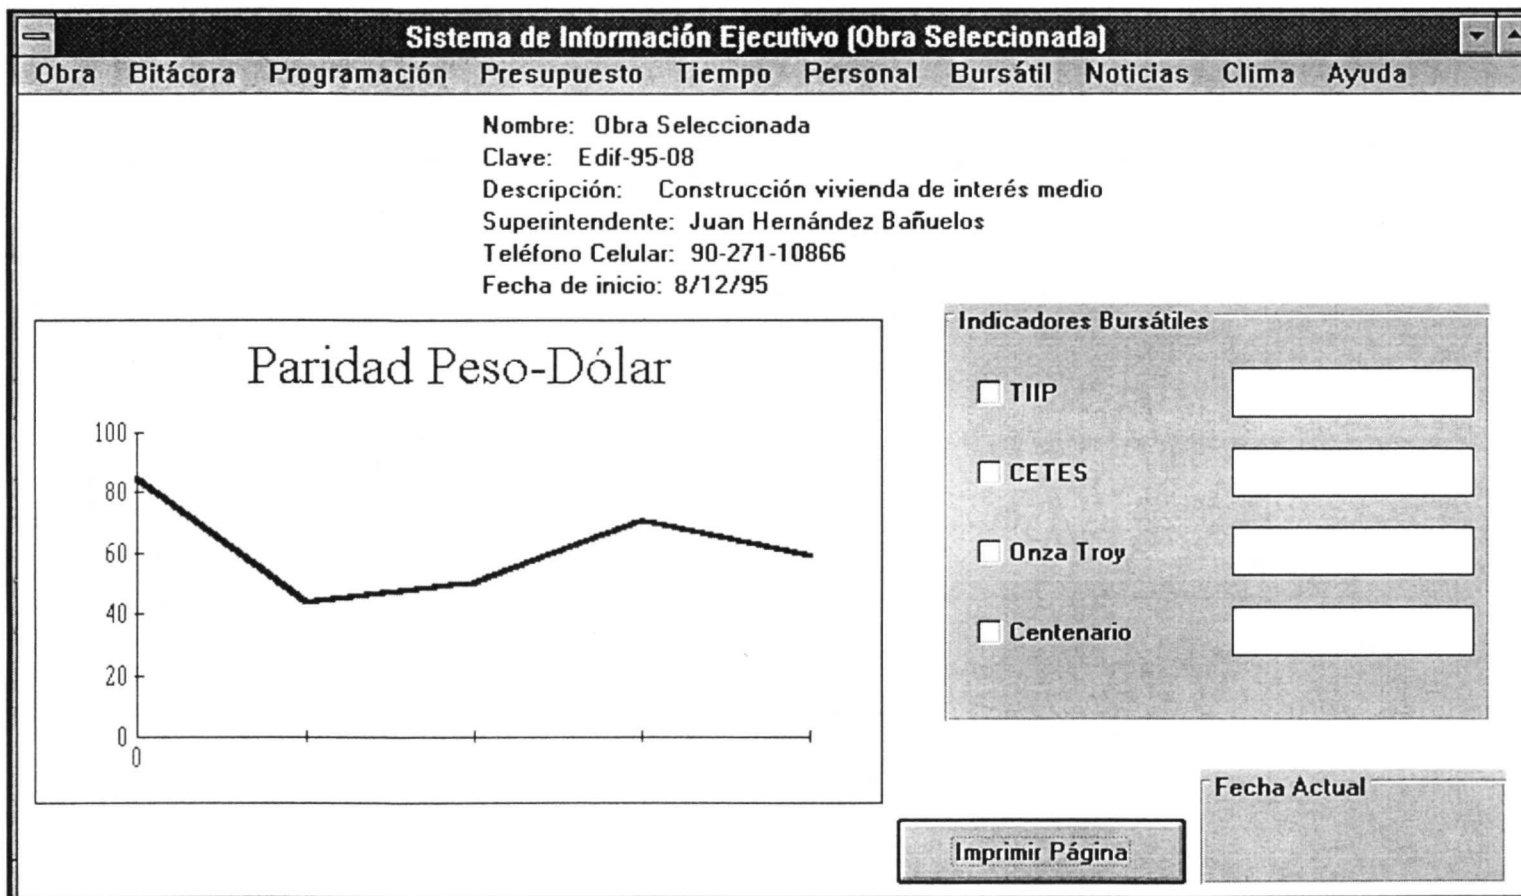 Sistema de Información Ejecutivo (Obra Seleccionada)
Obra Bitácora Programación Presupuesto Tiempo Personal Bursátil Noticias Clima Ayuda
Nombre: Obra Seleccionada
Clave: Edif-95-08
Descripción: Construcción vivienda de interés medio
Superintendente: Juan Hernández Bañuelos
Teléfono Celular: 90-271-10866
Fecha de inicio: 8/12/95
Paridad Peso-Dólar
100
80
60
40
20
0
0
Indicadores Bursátiles
TIIP
CETES
Onza Troy
Centenario
Fecha Actual
Imprimir Página